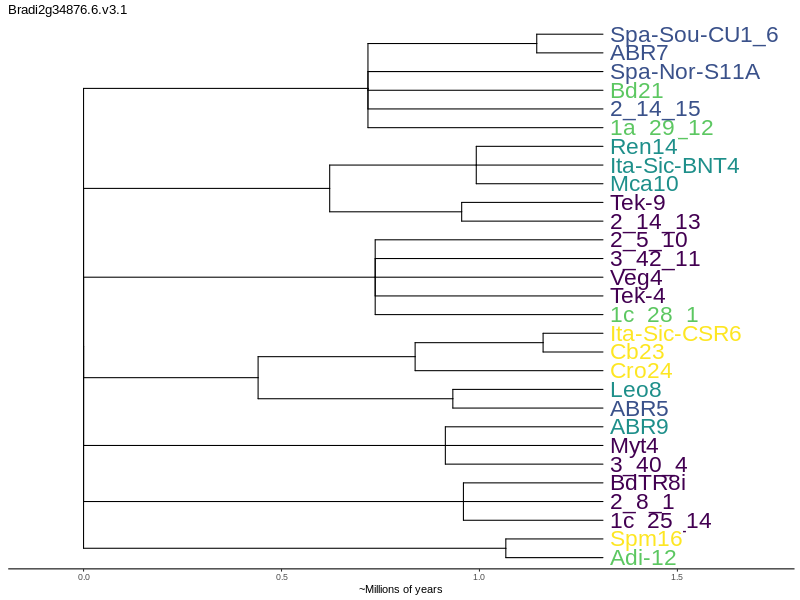 Bradi2g34876.6.v3.1
Spa-Sou-CU1_6
ABR7
Spa-Nor-S11A
Bd21
2_14_15
1a_29_12
Ren14
Ita-Sic-BNT4
Mca10
Tek-9
2_14_13
2_5_10
3_42_11
Veg4
Tek-4
1c_28_1
Ita-Sic-CSR6
Cb23
Cro24
Leo8
ABR5
ABR9
Myt4
3_40_4
BdTR8i
2_8_1
1c_25_14
Spm16
Adi-12
0.0 0.5 1.0 1.5
~Millions of years